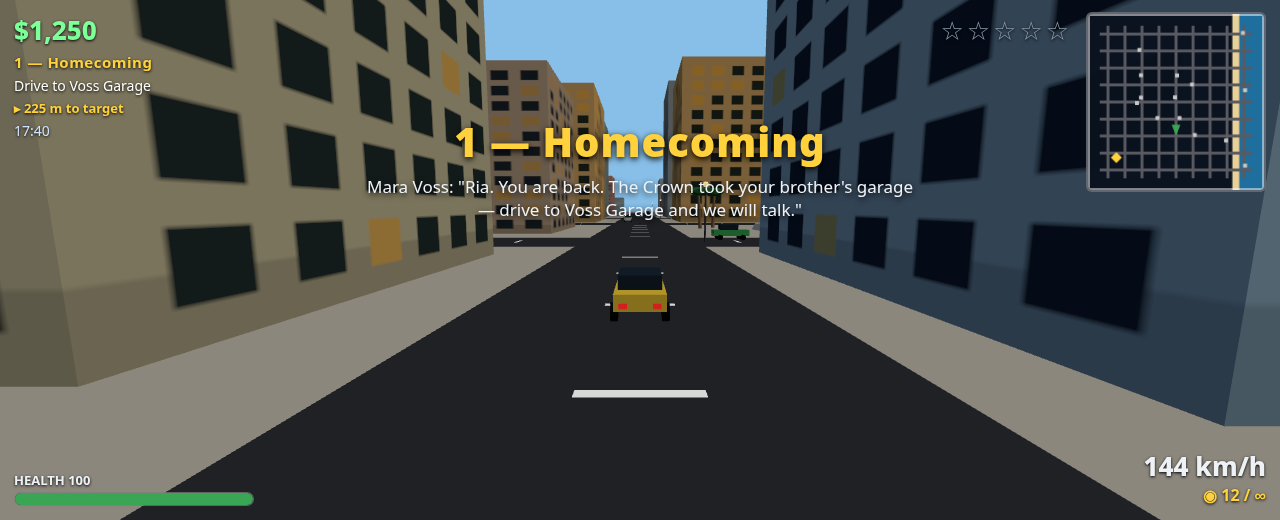 $1,250
1 — Homecoming
Drive to Voss Garage
▸ 225 m to target
17:40
☆☆☆☆☆
1 — Homecoming
Mara Voss: "Ria. You are back. The Crown took your brother's garage
— drive to Voss Garage and we will talk."
HEALTH 100
144 km/h
◉ 12 / ∞